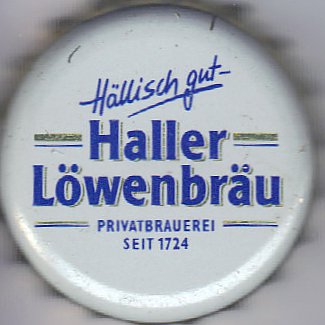 Hällisch gut-
Haller
Löwenbräu
PRIVATBRAUEREI
SEIT 1724